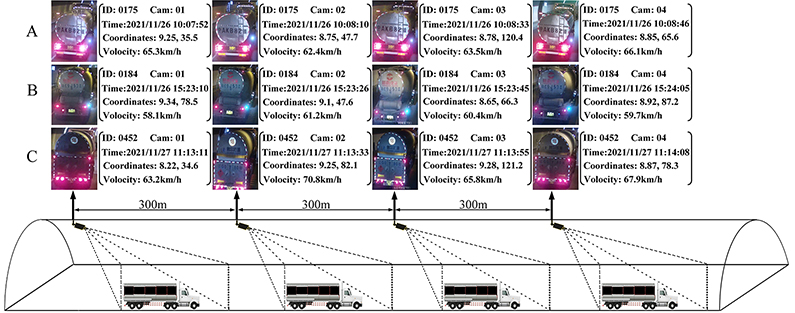 A
ID: 0175 Cam: 01
Time:2021/11/26 10:07:52
Coordinates: 9.25, 35.5
Volocity: 65.3km/h
ID: 0175 Cam: 02
Time:2021/11/26 10:08:10
Coordinates: 8.75, 47.7
Volocity: 62.4km/h
ID: 0175 Cam: 03
Time:2021/11/26 10:08:33
Coordinates: 8.78, 120.4
Volocity: 63.5km/h
ID: 0175 Cam: 04
Time:2021/11/26 10:08:46
Coordinates: 8.85, 65.6
Volocity: 66.1km/h
B
ID: 0184 Cam: 01
Time:2021/11/26 15:23:10
Coordinates: 9.34, 78.5
Volocity: 58.1km/h
ID: 0184 Cam: 02
Time:2021/11/26 15:23:26
Coordinates: 9.1, 47.6
Volocity: 61.2km/h
ID: 0184 Cam: 03
Time:2021/11/26 15:23:45
Coordinates: 8.65, 66.3
Volocity: 60.4km/h
ID: 0184 Cam: 04
Time:2021/11/26 15:24:05
Coordinates: 8.92, 87.2
Volocity: 59.7km/h
C
ID: 0452 Cam: 01
Time:2021/11/27 11:13:11
Coordinates: 8.22, 34.6
Volocity: 63.2km/h
ID: 0452 Cam: 02
Time:2021/11/27 11:13:33
Coordinates: 9.25, 82.1
Volocity: 70.8km/h
ID: 0452 Cam: 03
Time:2021/11/27 11:13:55
Coordinates: 9.28, 121.2
Volocity: 65.8km/h
ID: 0452 Cam: 04
Time:2021/11/27 11:14:08
Coordinates: 8.87, 78.3
Volocity: 67.9km/h
300m 300m 300m